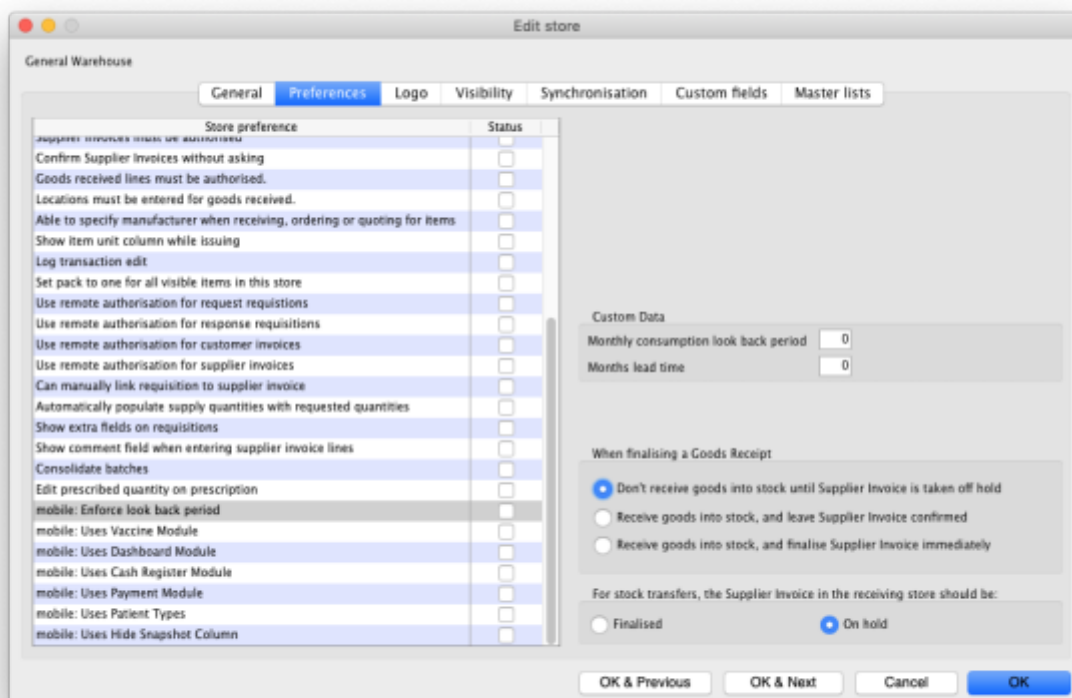 Edit store
General Warehouse
General Preferences Logo Visibility Synchronisation Custom fields Master lists
Store preference Status
Supplier invoices must be authorised
Confirm Supplier Invoices without asking
Goods received lines must be authorised.
Locations must be entered for goods received.
Able to specify manufacturer when receiving, ordering or quoting for items
Show item unit column while issuing
Log transaction edit
Set pack to one for all visible items in this store
Use remote authorisation for request requistions
Use remote authorisation for response requisitions
Use remote authorisation for customer invoices
Use remote authorisation for supplier invoices
Can manually link requisition to supplier invoice
Automatically populate supply quantities with requested quantities
Show extra fields on requisitions
Show comment field when entering supplier invoice lines
Consolidate batches
Edit prescribed quantity on prescription
mobile: Enforce look back period
mobile: Uses Vaccine Module
mobile: Uses Dashboard Module
mobile: Uses Cash Register Module
mobile: Uses Payment Module
mobile: Uses Patient Types
mobile: Uses Hide Snapshot Column
Custom Data
Monthly consumption look back period 0
Months lead time 0
When finalising a Goods Receipt
Don't receive goods into stock until Supplier Invoice is taken off hold
Receive goods into stock, and leave Supplier Invoice confirmed
Receive goods into stock, and finalise Supplier Invoice immediately
For stock transfers, the Supplier Invoice in the receiving store should be:
Finalised On hold
OK & Previous OK & Next Cancel OK